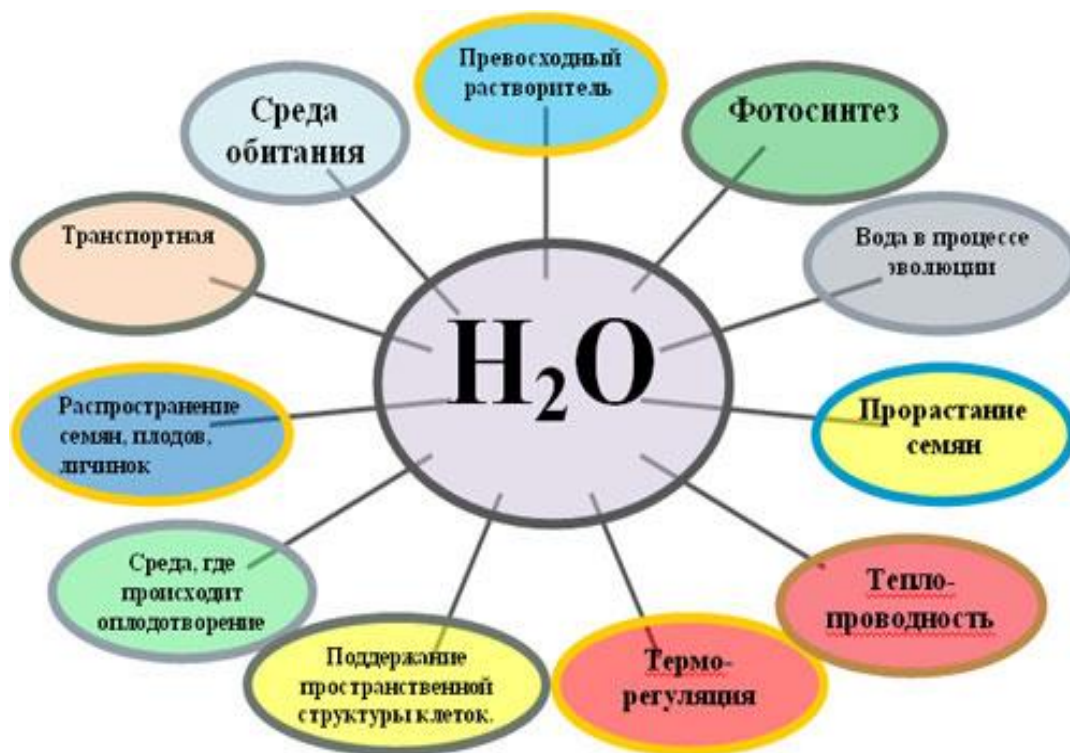 Превосходный
растворитель
Фотосинтез
Вода в процессе
эволюции
Прорастание
семян
Тепло-
проводность
Термо-
регуляция
Поддержание
пространственной
структуры клеток.
Среда, где
происходит
оплодотворение
Распространение
семян, плодов,
личинок
Транспортная
Среда
обитания
H₂O